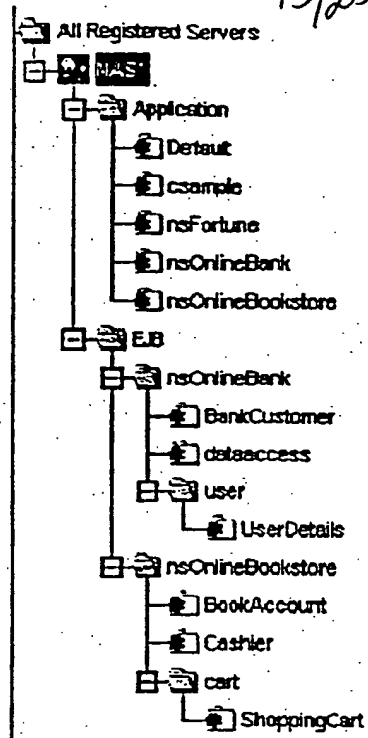 All Registered Servers
NAS1
Application
Default
csample
nsFortune
nsOnlineBank
nsOnlineBookstore
EJB
nsOnlineBank
BankCustomer
dataaccess
user
UserDetails
nsOnlineBookstore
BookAccount
Cashier
cart
ShoppingCart